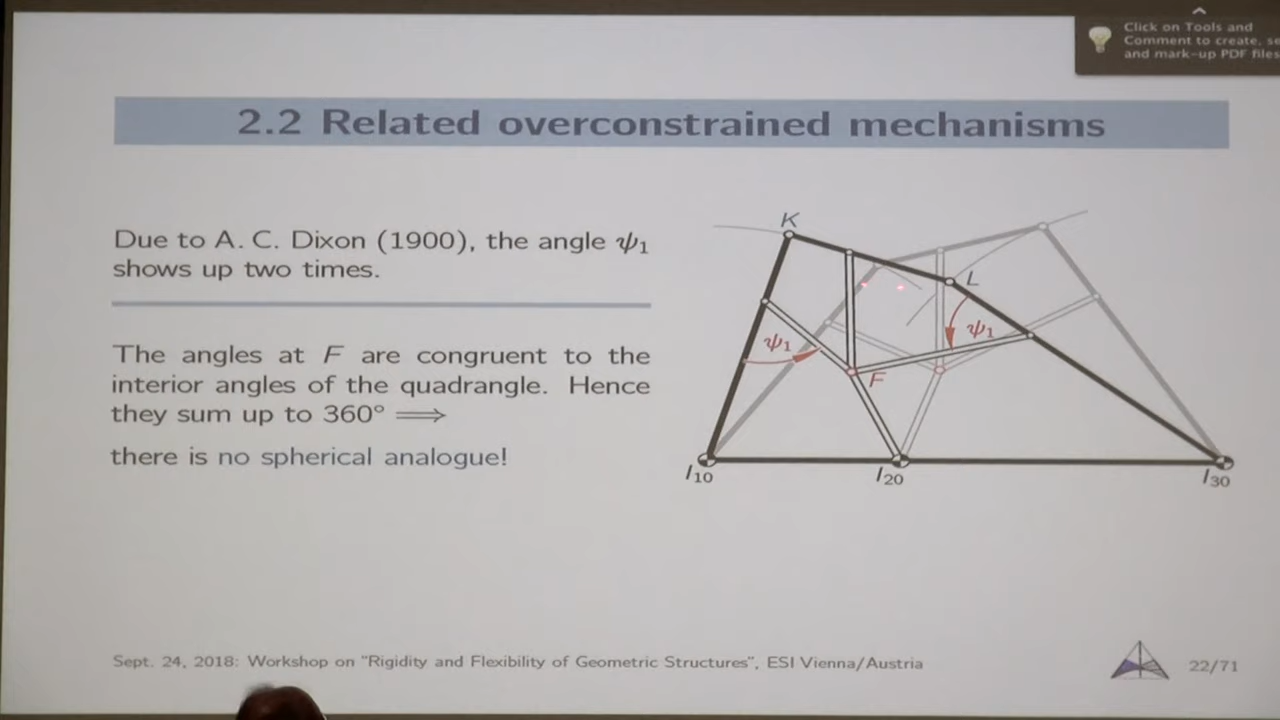 Click on Tools and
Comment to create, se
and mark-up PDF files
2.2 Related overconstrained mechanisms
Due to A. C. Dixon (1900), the angle ψ₁
shows up two times.
The angles at F are congruent to the
interior angles of the quadrangle. Hence
they sum up to 360° ⟹
there is no spherical analogue!
K
L
ψ₁
ψ₁
F
I₁₀
I₂₀
I₃₀
Sept. 24, 2018: Workshop on “Rigidity and Flexibility of Geometric Structures”, ESI Vienna/Austria
22/71